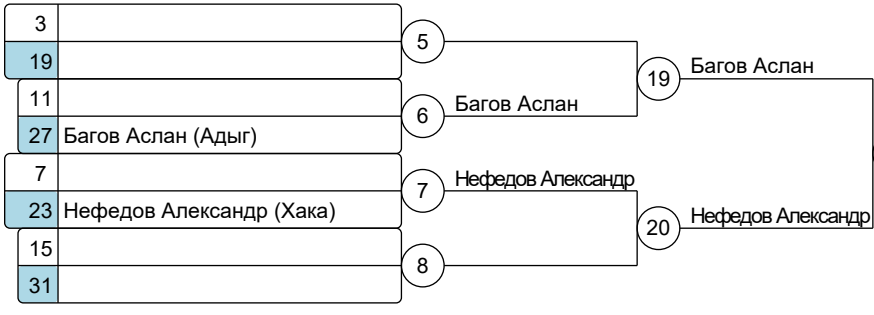 3
5
19
19 Багов Аслан
11
6 Багов Аслан
27 Багов Аслан (Адыг)
7
7 Нефедов Александр
23 Нефедов Александр (Хака)
20 Нефедов Александр
15
8
31